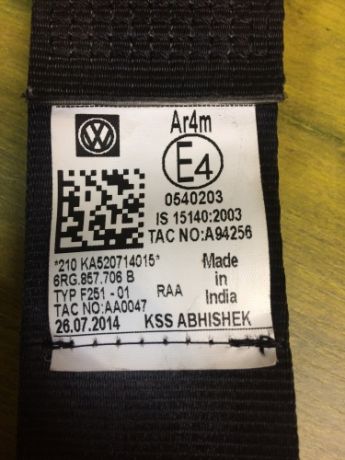 Ar4m
E4
0540203
IS 15140:2003
TAC NO:A94256
*210 KA520714015*
6RG.857.706 B
TYP F251 - 01 RAA
TAC NO:AA0047
26.07.2014
Made
in
India
KSS ABHISHEK